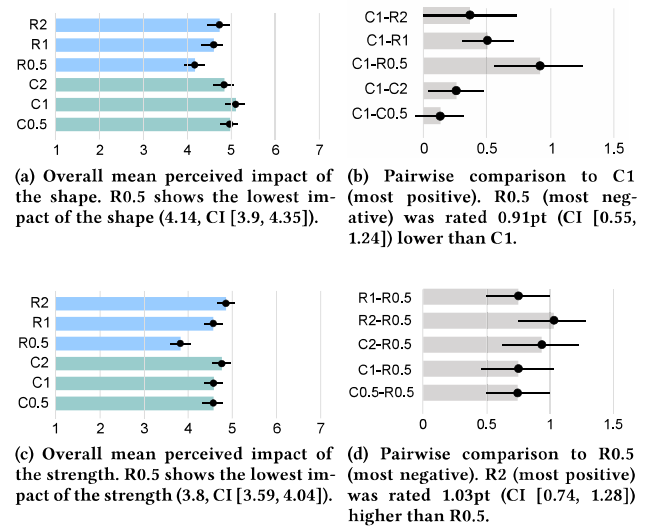 R2
R1
R0.5
C2
C1
C0.5
1 2 3 4 5 6 7
(a) Overall mean perceived impact of
the shape. R0.5 shows the lowest im-
pact of the shape (4.14, CI [3.9, 4.35]).
C1-R2
C1-R1
C1-R0.5
C1-C2
C1-C0.5
0 0.5 1 1.5
(b) Pairwise comparison to C1
(most positive). R0.5 (most neg-
ative) was rated 0.91pt (CI [0.55,
1.24]) lower than C1.
R2
R1
R0.5
C2
C1
C0.5
1 2 3 4 5 6 7
(c) Overall mean perceived impact of
the strength. R0.5 shows the lowest im-
pact of the strength (3.8, CI [3.59, 4.04]).
R1-R0.5
R2-R0.5
C2-R0.5
C1-R0.5
C0.5-R0.5
0 0.5 1 1.5
(d) Pairwise comparison to R0.5
(most negative). R2 (most positive)
was rated 1.03pt (CI [0.74, 1.28])
higher than R0.5.